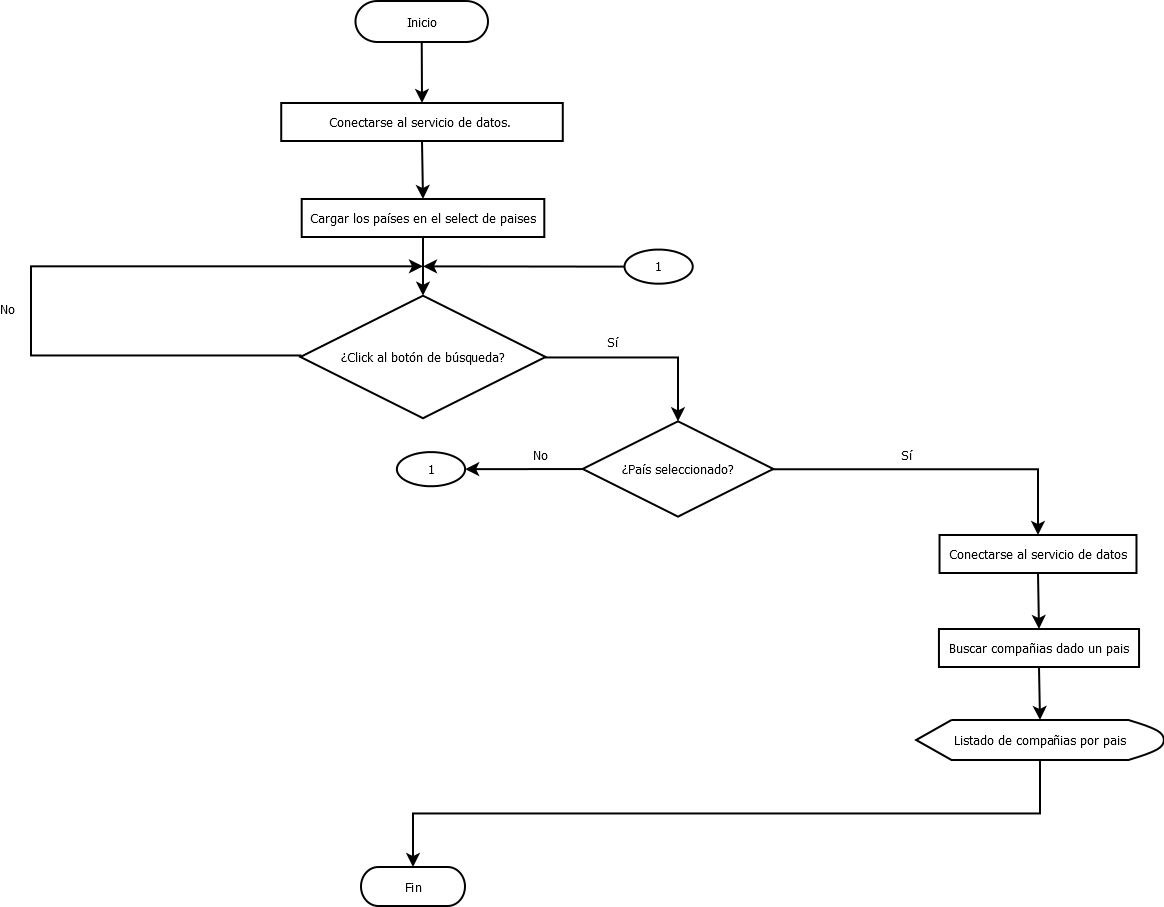 Inicio
Conectarse al servicio de datos.
Cargar los países en el select de paises
1
No
¿Click al botón de búsqueda?
Sí
1
No
¿País seleccionado?
Sí
Conectarse al servicio de datos
Buscar compañias dado un pais
Listado de compañias por pais
Fin